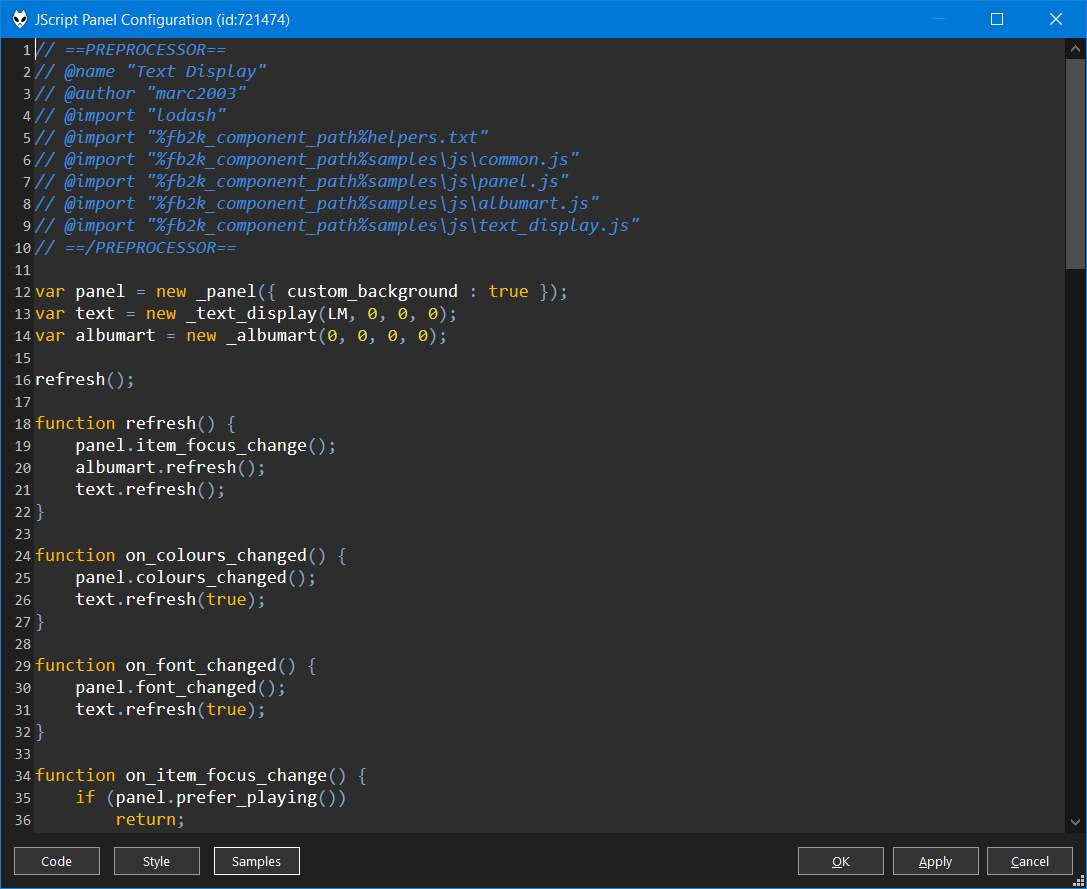 JScript Panel Configuration (id:721474)
1 // ==PREPROCESSOR==
2 // @name "Text Display"
3 // @author "marc2003"
4 // @import "lodash"
5 // @import "%fb2k_component_path%helpers.txt"
6 // @import "%fb2k_component_path%samples\js\common.js"
7 // @import "%fb2k_component_path%samples\js\panel.js"
8 // @import "%fb2k_component_path%samples\js\albumart.js"
9 // @import "%fb2k_component_path%samples\js\text_display.js"
10 // ==/PREPROCESSOR==
11
12 var panel = new _panel({ custom_background : true });
13 var text = new _text_display(LM, 0, 0, 0);
14 var albumart = new _albumart(0, 0, 0, 0);
15
16 refresh();
17
18 function refresh() {
19     panel.item_focus_change();
20     albumart.refresh();
21     text.refresh();
22 }
23
24 function on_colours_changed() {
25     panel.colours_changed();
26     text.refresh(true);
27 }
28
29 function on_font_changed() {
30     panel.font_changed();
31     text.refresh(true);
32 }
33
34 function on_item_focus_change() {
35     if (panel.prefer_playing())
36         return;
Code Style Samples OK Apply Cancel